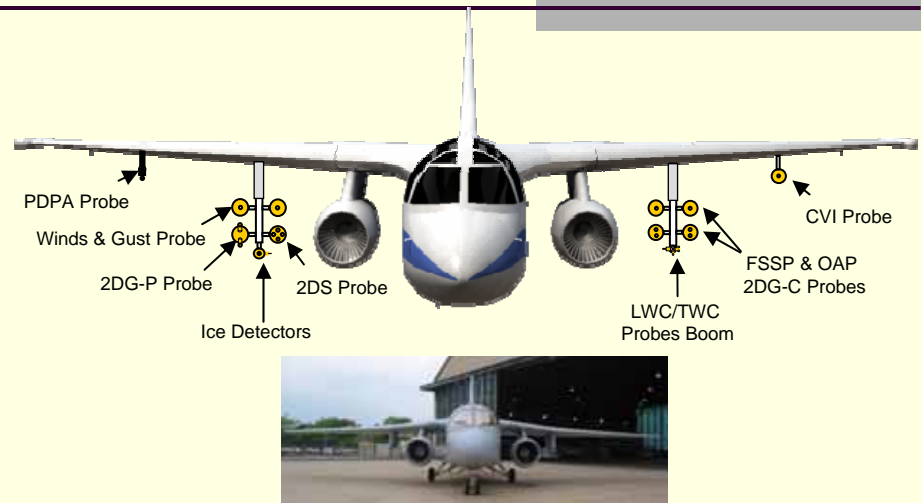 PDPA Probe
Winds & Gust Probe
2DG-P Probe
2DS Probe
Ice Detectors
CVI Probe
FSSP & OAP
2DG-C Probes
LWC/TWC
Probes Boom